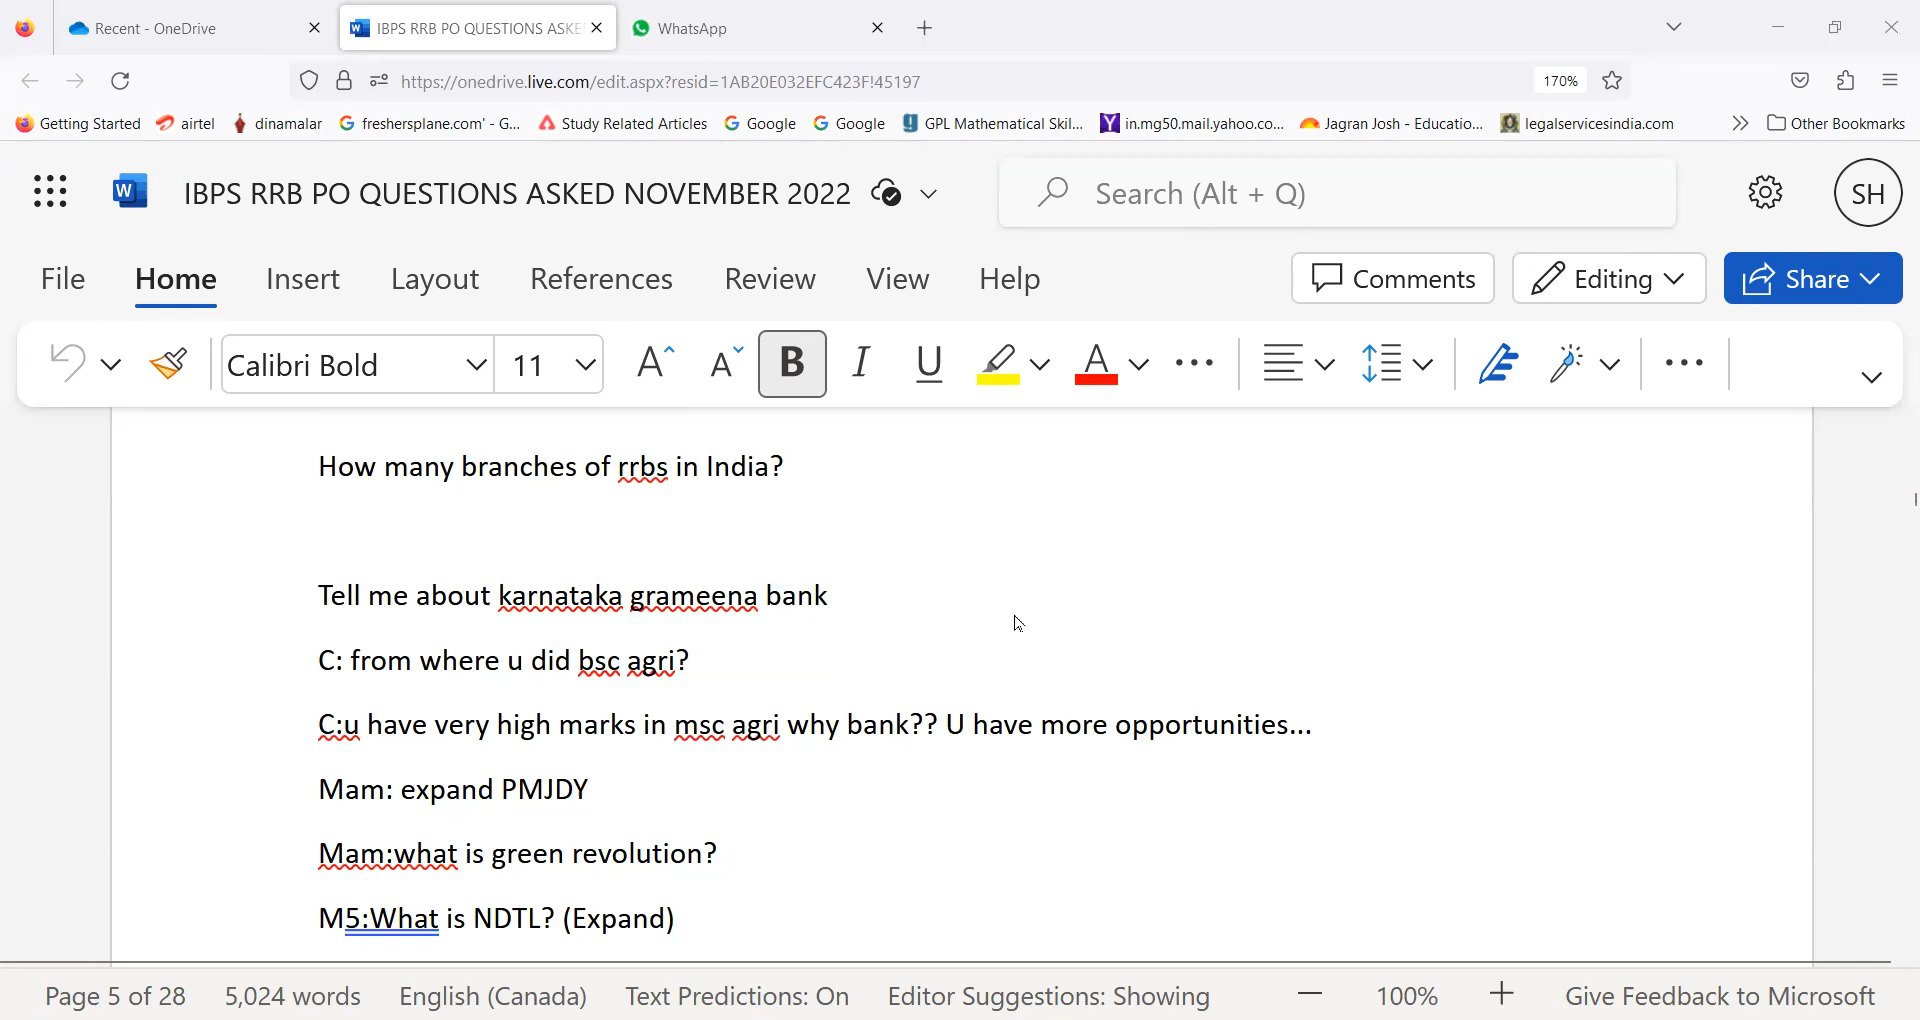 Recent - OneDrive
IBPS RRB PO QUESTIONS ASKE
WhatsApp
https://onedrive.live.com/edit.aspx?resid=1AB20E032EFC423F!45197
170%
Getting Started airtel dinamalar freshersplane.com' - G... Study Related Articles Google Google GPL Mathematical Skil... in.mg50.mail.yahoo.co... Jagran Josh - Educatio... legalservicesindia.com Other Bookmarks
W IBPS RRB PO QUESTIONS ASKED NOVEMBER 2022 Search (Alt + Q) SH
File Home Insert Layout References Review View Help Comments Editing Share
Calibri Bold 11 A A B I U A
How many branches of rrbs in India?
Tell me about karnataka grameena bank
C: from where u did bsc agri?
C:u have very high marks in msc agri why bank?? U have more opportunities...
Mam: expand PMJDY
Mam:what is green revolution?
M5:What is NDTL? (Expand)
Page 5 of 28 5,024 words English (Canada) Text Predictions: On Editor Suggestions: Showing 100% Give Feedback to Microsoft